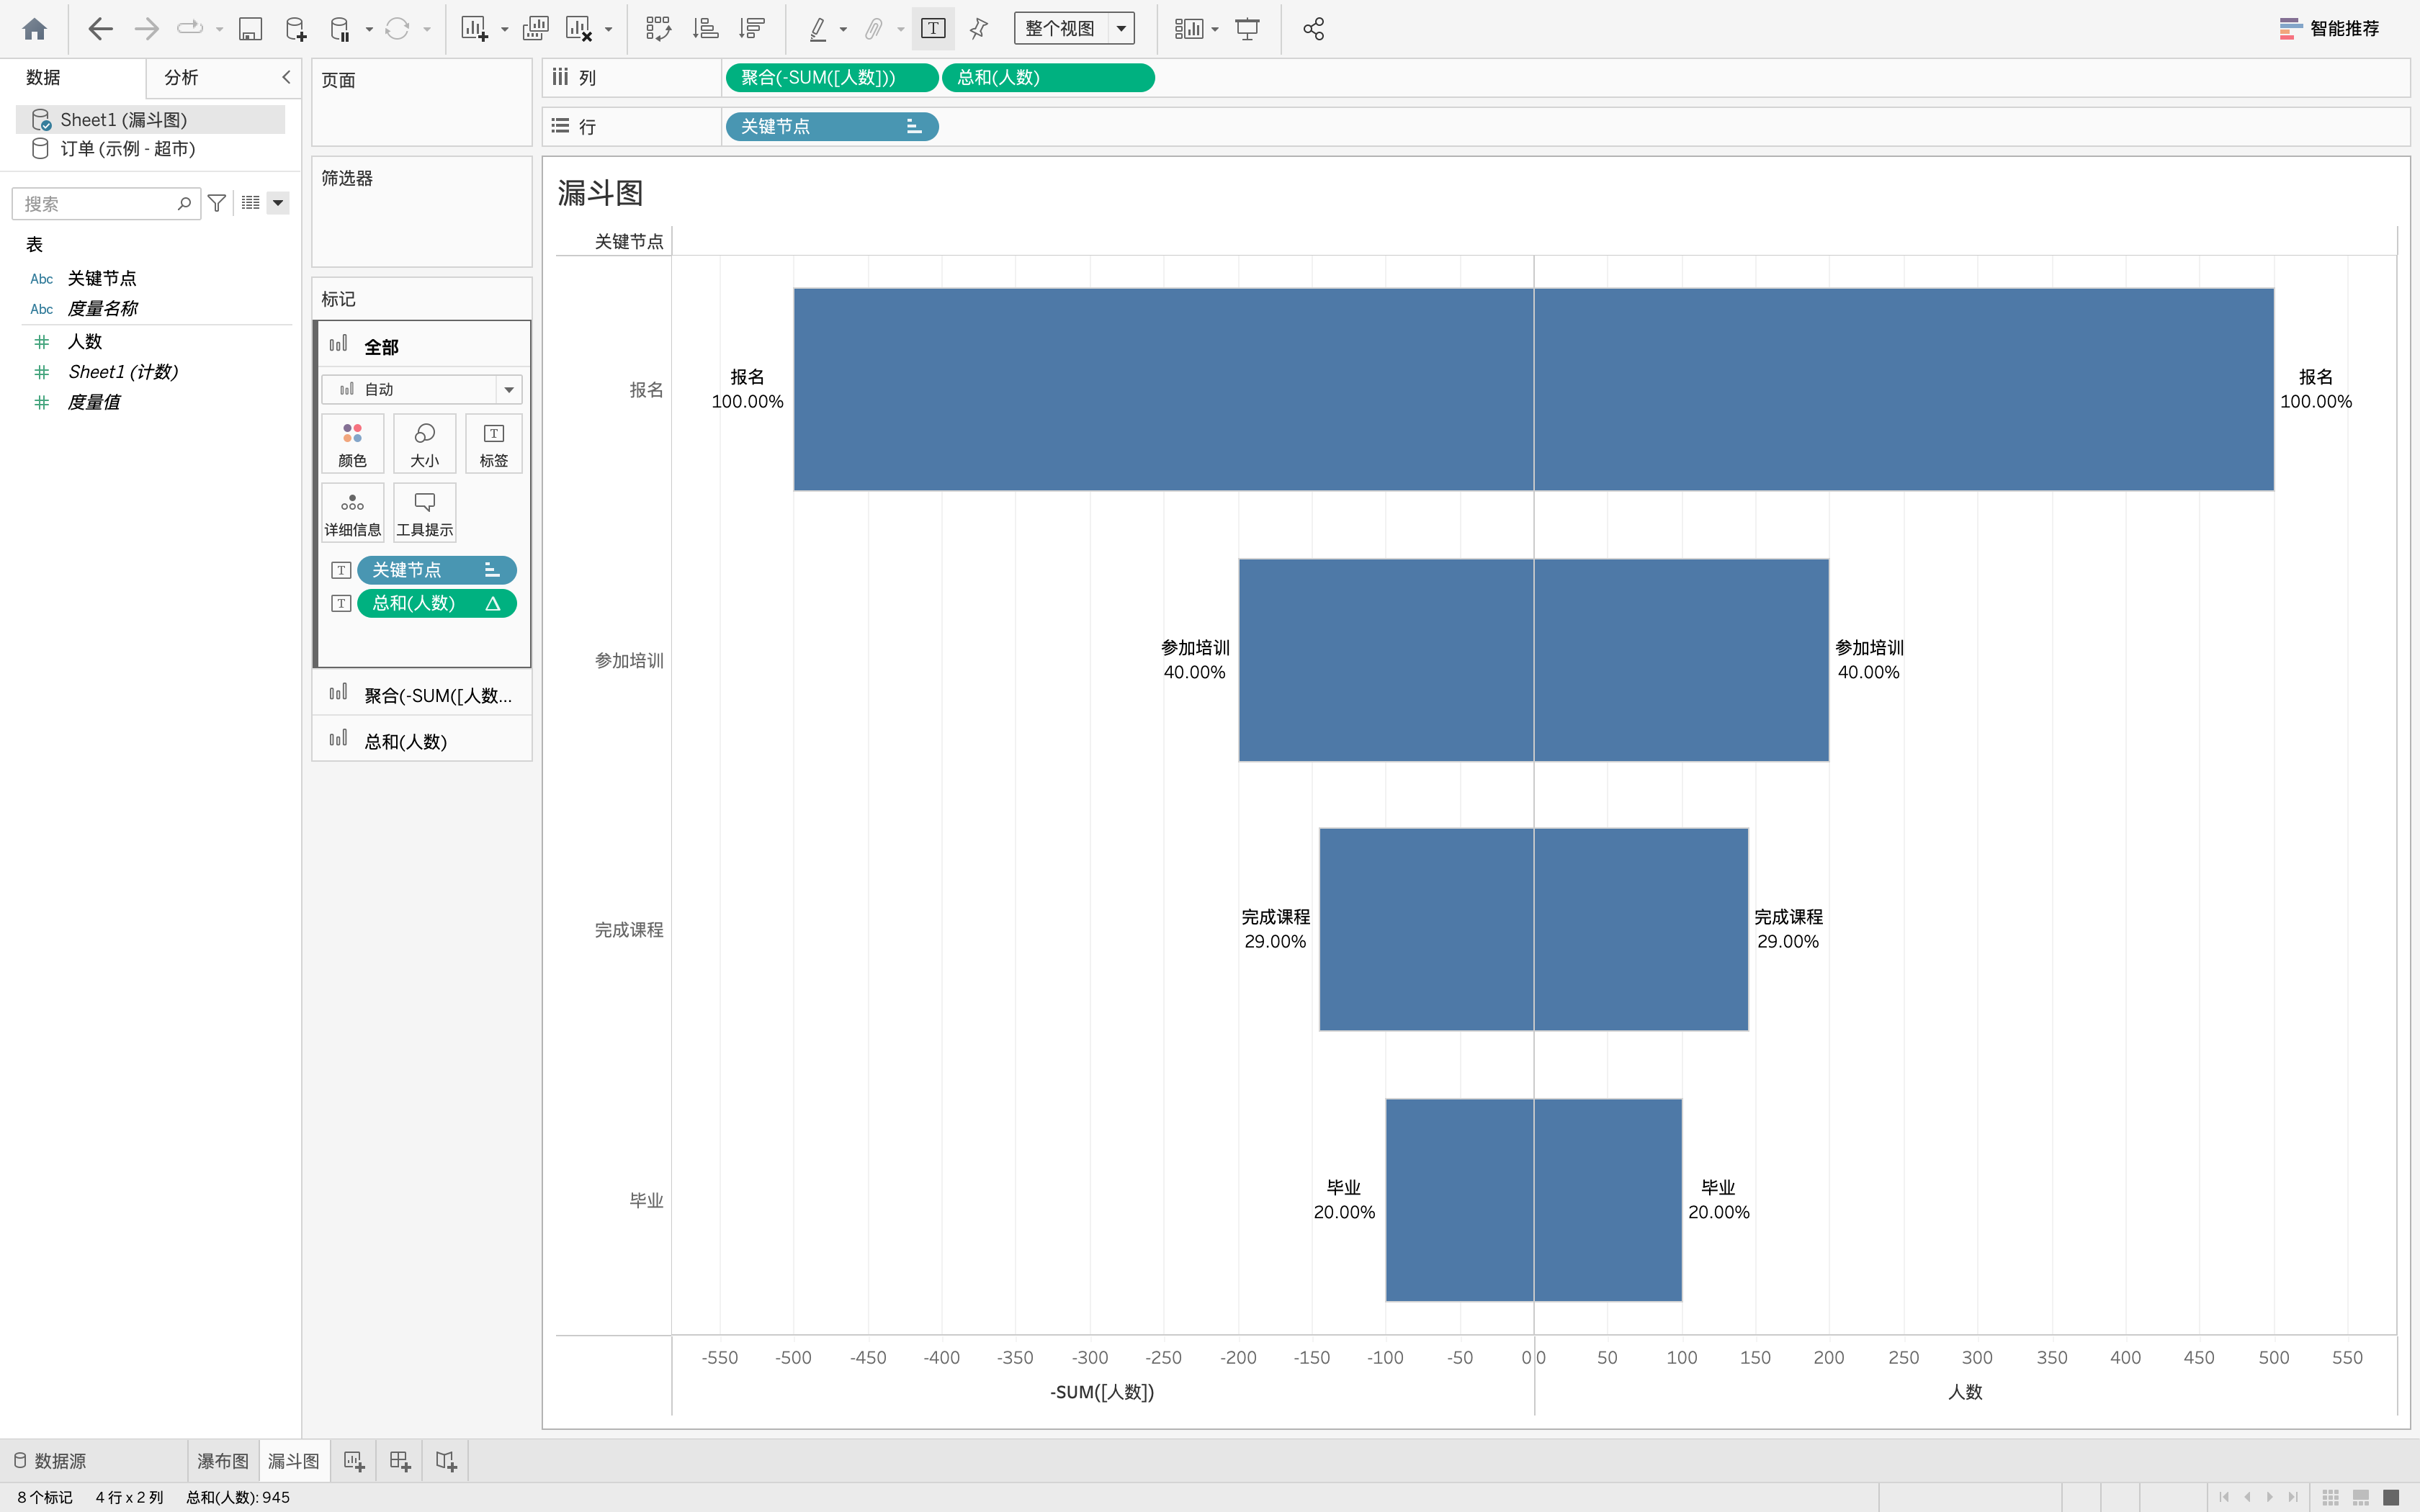 整个视图
智能推荐
数据
分析
Sheet1 (漏斗图)
订单 (示例 - 超市)
搜索
表
Abc 关键节点
Abc 度量名称
人数
Sheet1 (计数)
度量值
页面
筛选器
标记
全部
自动
颜色
大小
T
标签
详细信息
工具提示
T 关键节点
T 总和(人数) Δ
聚合(-SUM([人数...
总和(人数)
列
聚合(-SUM([人数]))
总和(人数)
行
关键节点
漏斗图
关键节点
报名
报名
100.00%
报名
100.00%
参加培训
参加培训
40.00%
参加培训
40.00%
完成课程
完成课程
29.00%
完成课程
29.00%
毕业
毕业
20.00%
毕业
20.00%
-550 -500 -450 -400 -350 -300 -250 -200 -150 -100 -50 0 0 50 100 150 200 250 300 350 400 450 500 550
-SUM([人数])
人数
数据源
瀑布图
漏斗图
8 个标记 4 行 x 2 列 总和(人数): 945